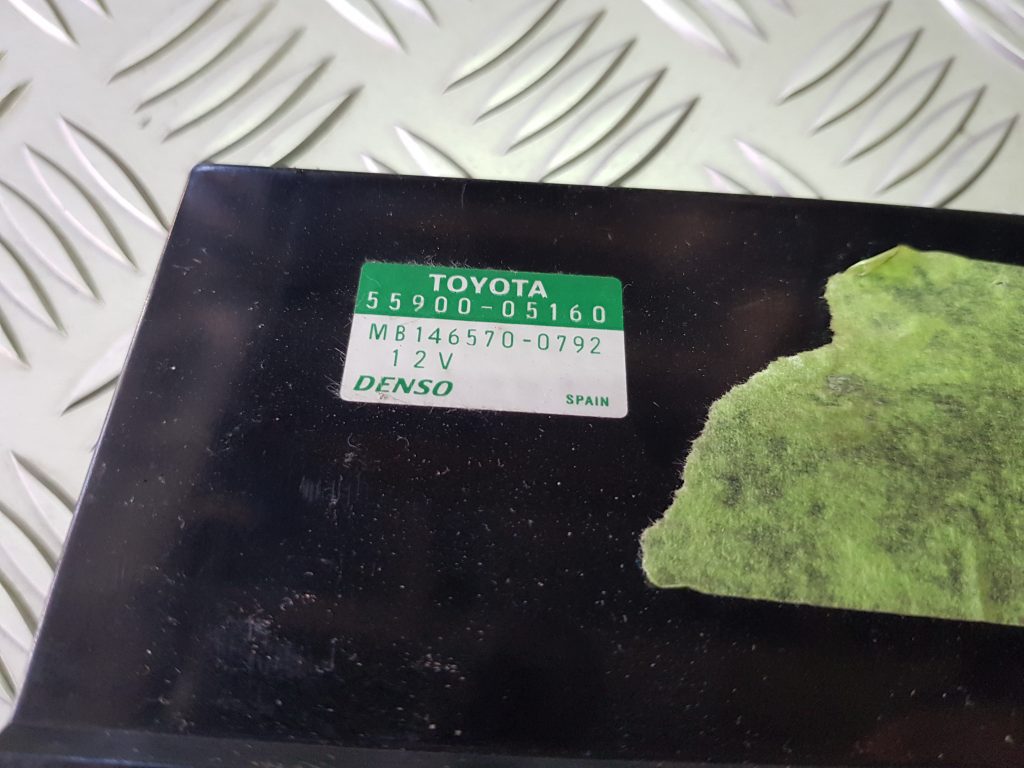 TOYOTA
55900-05160
MB146570-0792
12V
DENSO
SPAIN